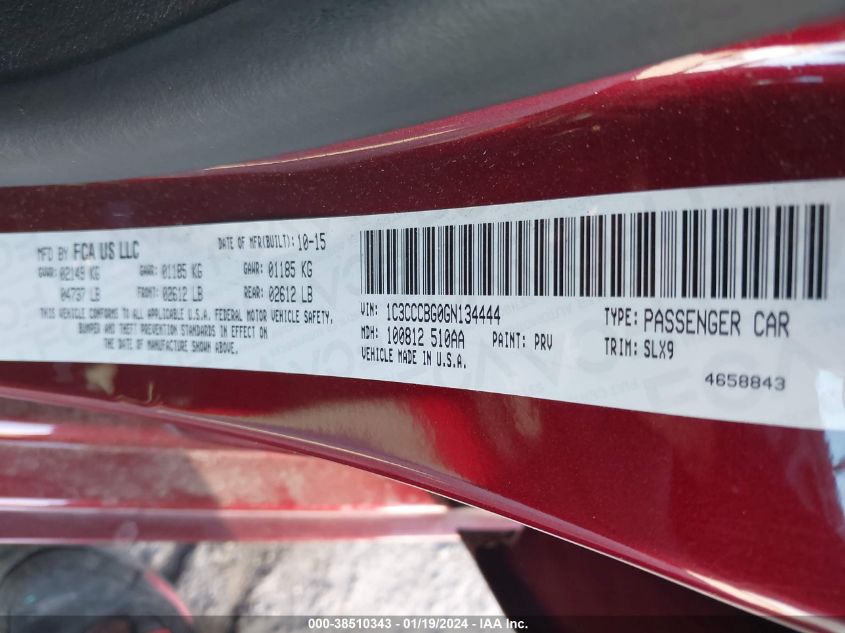 MFD BY FCA US LLC
DATE OF MFR(BUILT): 10-15
GVWR: 02149 KG GAWR: 01185 KG GAWR: 01185 KG
04737 LB FRONT: 02612 LB REAR: 02612 LB
THIS VEHICLE CONFORMS TO ALL APPLICABLE U.S.A. FEDERAL MOTOR VEHICLE SAFETY,
BUMPER AND THEFT PREVENTION STANDARDS IN EFFECT ON
THE DATE OF MANUFACTURE SHOWN ABOVE.
VIN: 1C3CCCBG0GN134444
MDH: 100812 510AA PAINT: PRV
VEHICLE MADE IN U.S.A.
TYPE: PASSENGER CAR
TRIM: SLX9
4658843
000-38510343 - 01/19/2024 - IAA Inc.